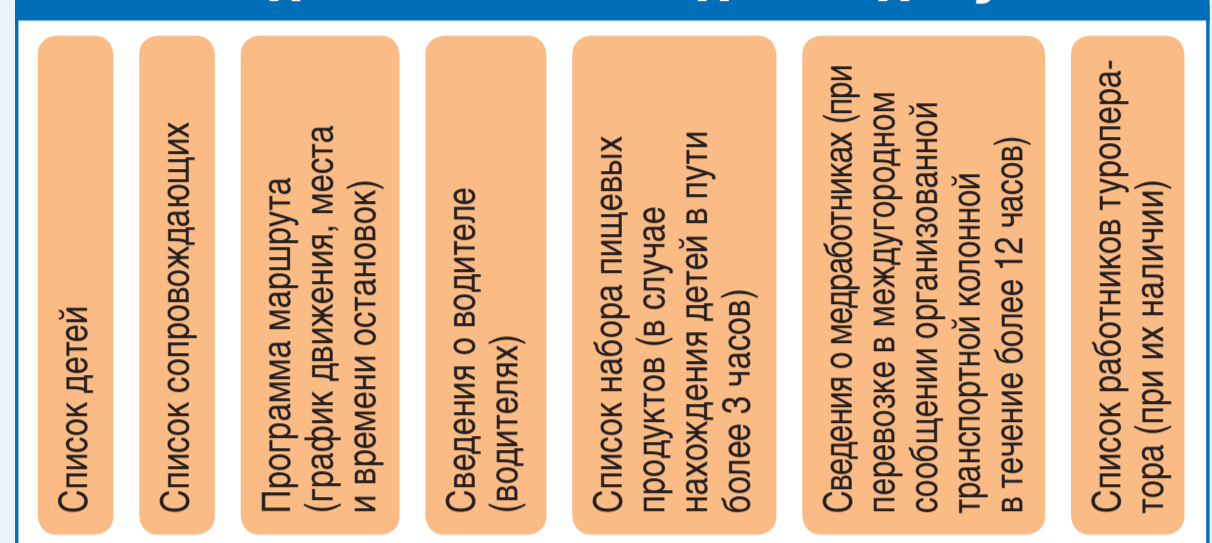 Список детей
Список сопровождающих
Программа маршрута
(график движения, места
и времени остановок)
Сведения о водителе
(водителях)
Список набора пищевых
продуктов (в случае
нахождения детей в пути
более 3 часов)
Сведения о медработниках (при
перевозке в междугородном
сообщении организованной
транспортной колонной
в течение более 12 часов)
Список работников туропера-
тора (при их наличии)